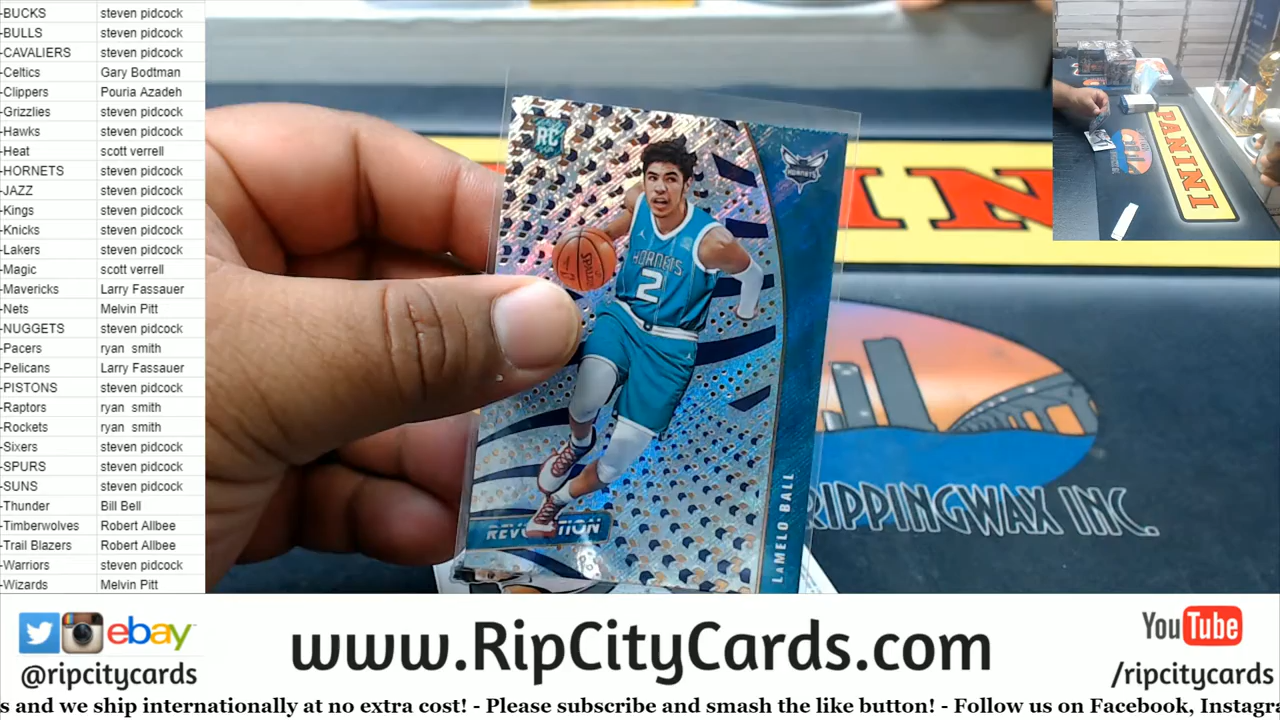 -BUCKS steven pidcock
-BULLS steven pidcock
-CAVALIERS steven pidcock
-Celtics Gary Bodtman
-Clippers Pouria Azadeh
-Grizzlies steven pidcock
-Hawks steven pidcock
-Heat scott verrell
-HORNETS steven pidcock
-JAZZ steven pidcock
-Kings steven pidcock
-Knicks steven pidcock
-Lakers steven pidcock
-Magic scott verrell
-Mavericks Larry Fassauer
-Nets Melvin Pitt
-NUGGETS steven pidcock
-Pacers ryan smith
-Pelicans Larry Fassauer
-PISTONS steven pidcock
-Raptors ryan smith
-Rockets ryan smith
-Sixers steven pidcock
-SPURS steven pidcock
-SUNS steven pidcock
-Thunder Bill Bell
-Timberwolves Robert Allbee
-Trail Blazers Robert Allbee
-Warriors steven pidcock
-Wizards Melvin Pitt
RC
HORNETS
SPALDING
HORNETS
2
REVOLUTION
LaMELO BALL
PANINI
RIPPINGWAX INC.
ebay
@ripcitycards
www.RipCityCards.com
YouTube
/ripcitycards
s and we ship internationally at no extra cost! - Please subscribe and smash the like button! - Follow us on Facebook, Instagra